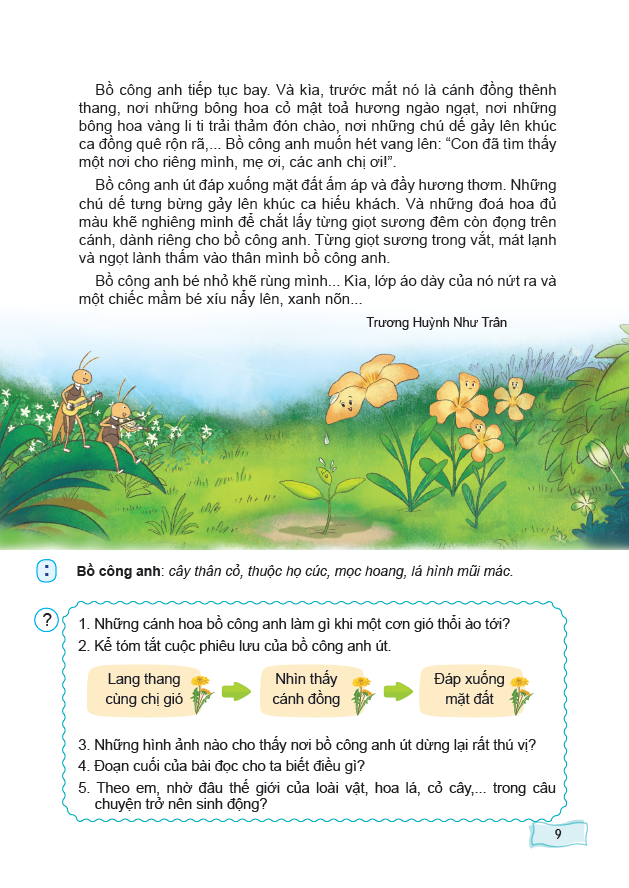 Bồ công anh tiếp tục bay. Và kìa, trước mắt nó là cánh đồng thênh
thang, nơi những bông hoa cỏ mật toả hương ngào ngạt, nơi những
bông hoa vàng li ti trải thảm đón chào, nơi những chú dế gảy lên khúc
ca đồng quê rộn rã,... Bồ công anh muốn hét vang lên: “Con đã tìm thấy
một nơi cho riêng mình, mẹ ơi, các anh chị ơi!”.
Bồ công anh út đáp xuống mặt đất ấm áp và đầy hương thơm. Những
chú dế tưng bừng gảy lên khúc ca hiếu khách. Và những đoá hoa đủ
màu khẽ nghiêng mình để chắt lấy từng giọt sương đêm còn đọng trên
cánh, dành riêng cho bồ công anh. Từng giọt sương trong vắt, mát lạnh
và ngọt lành thấm vào thân mình bồ công anh.
Bồ công anh bé nhỏ khẽ rùng mình... Kìa, lớp áo dày của nó nứt ra và
một chiếc mầm bé xíu nẩy lên, xanh nõn...
Trương Huỳnh Như Trân
: Bồ công anh: cây thân cỏ, thuộc họ cúc, mọc hoang, lá hình mũi mác.
? 1. Những cánh hoa bồ công anh làm gì khi một cơn gió thổi ào tới?
2. Kể tóm tắt cuộc phiêu lưu của bồ công anh út.
Lang thang
cùng chị gió
Nhìn thấy
cánh đồng
Đáp xuống
mặt đất
3. Những hình ảnh nào cho thấy nơi bồ công anh út dừng lại rất thú vị?
4. Đoạn cuối của bài đọc cho ta biết điều gì?
5. Theo em, nhờ đâu thế giới của loài vật, hoa lá, cỏ cây,... trong câu
chuyện trở nên sinh động?
9